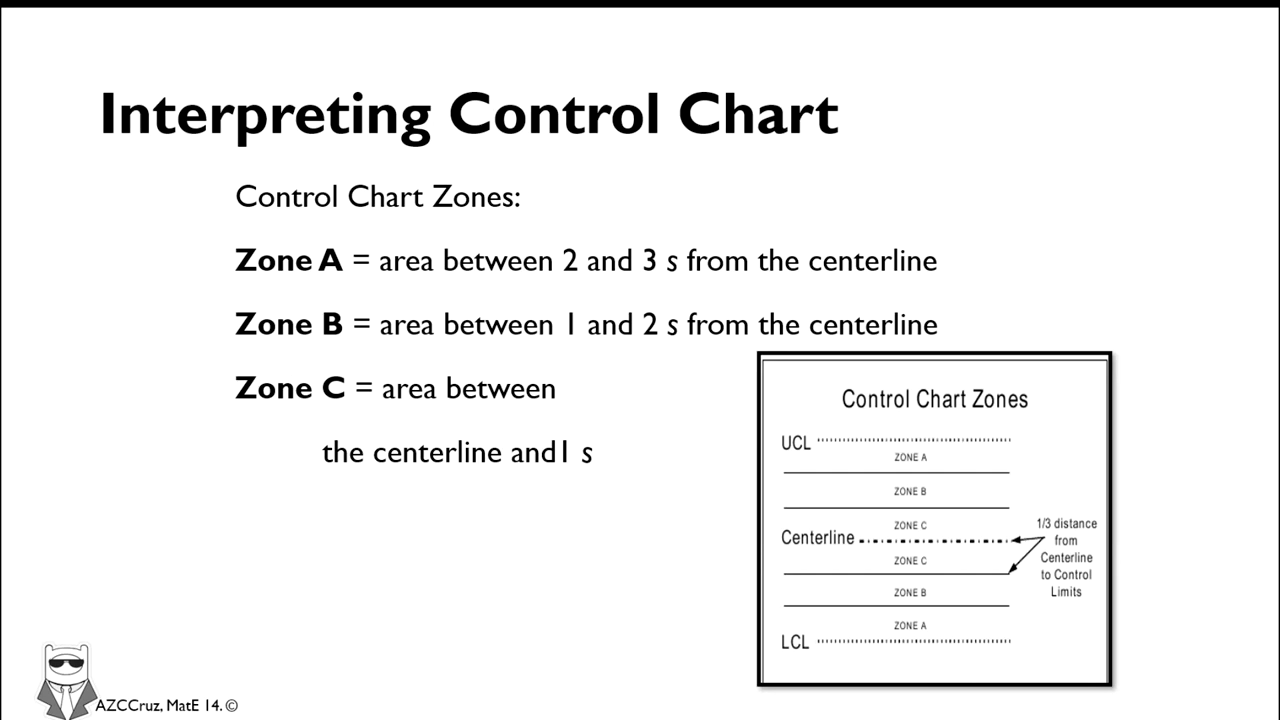 Interpreting Control Chart
Control Chart Zones:
Zone A = area between 2 and 3 s from the centerline
Zone B = area between 1 and 2 s from the centerline
Zone C = area between
the centerline and1 s
Control Chart Zones
UCL
ZONE A
ZONE B
ZONE C
Centerline
ZONE C
ZONE B
ZONE A
LCL
1/3 distance
from
Centerline
to Control
Limits
AZCCruz, MatE 14. ©